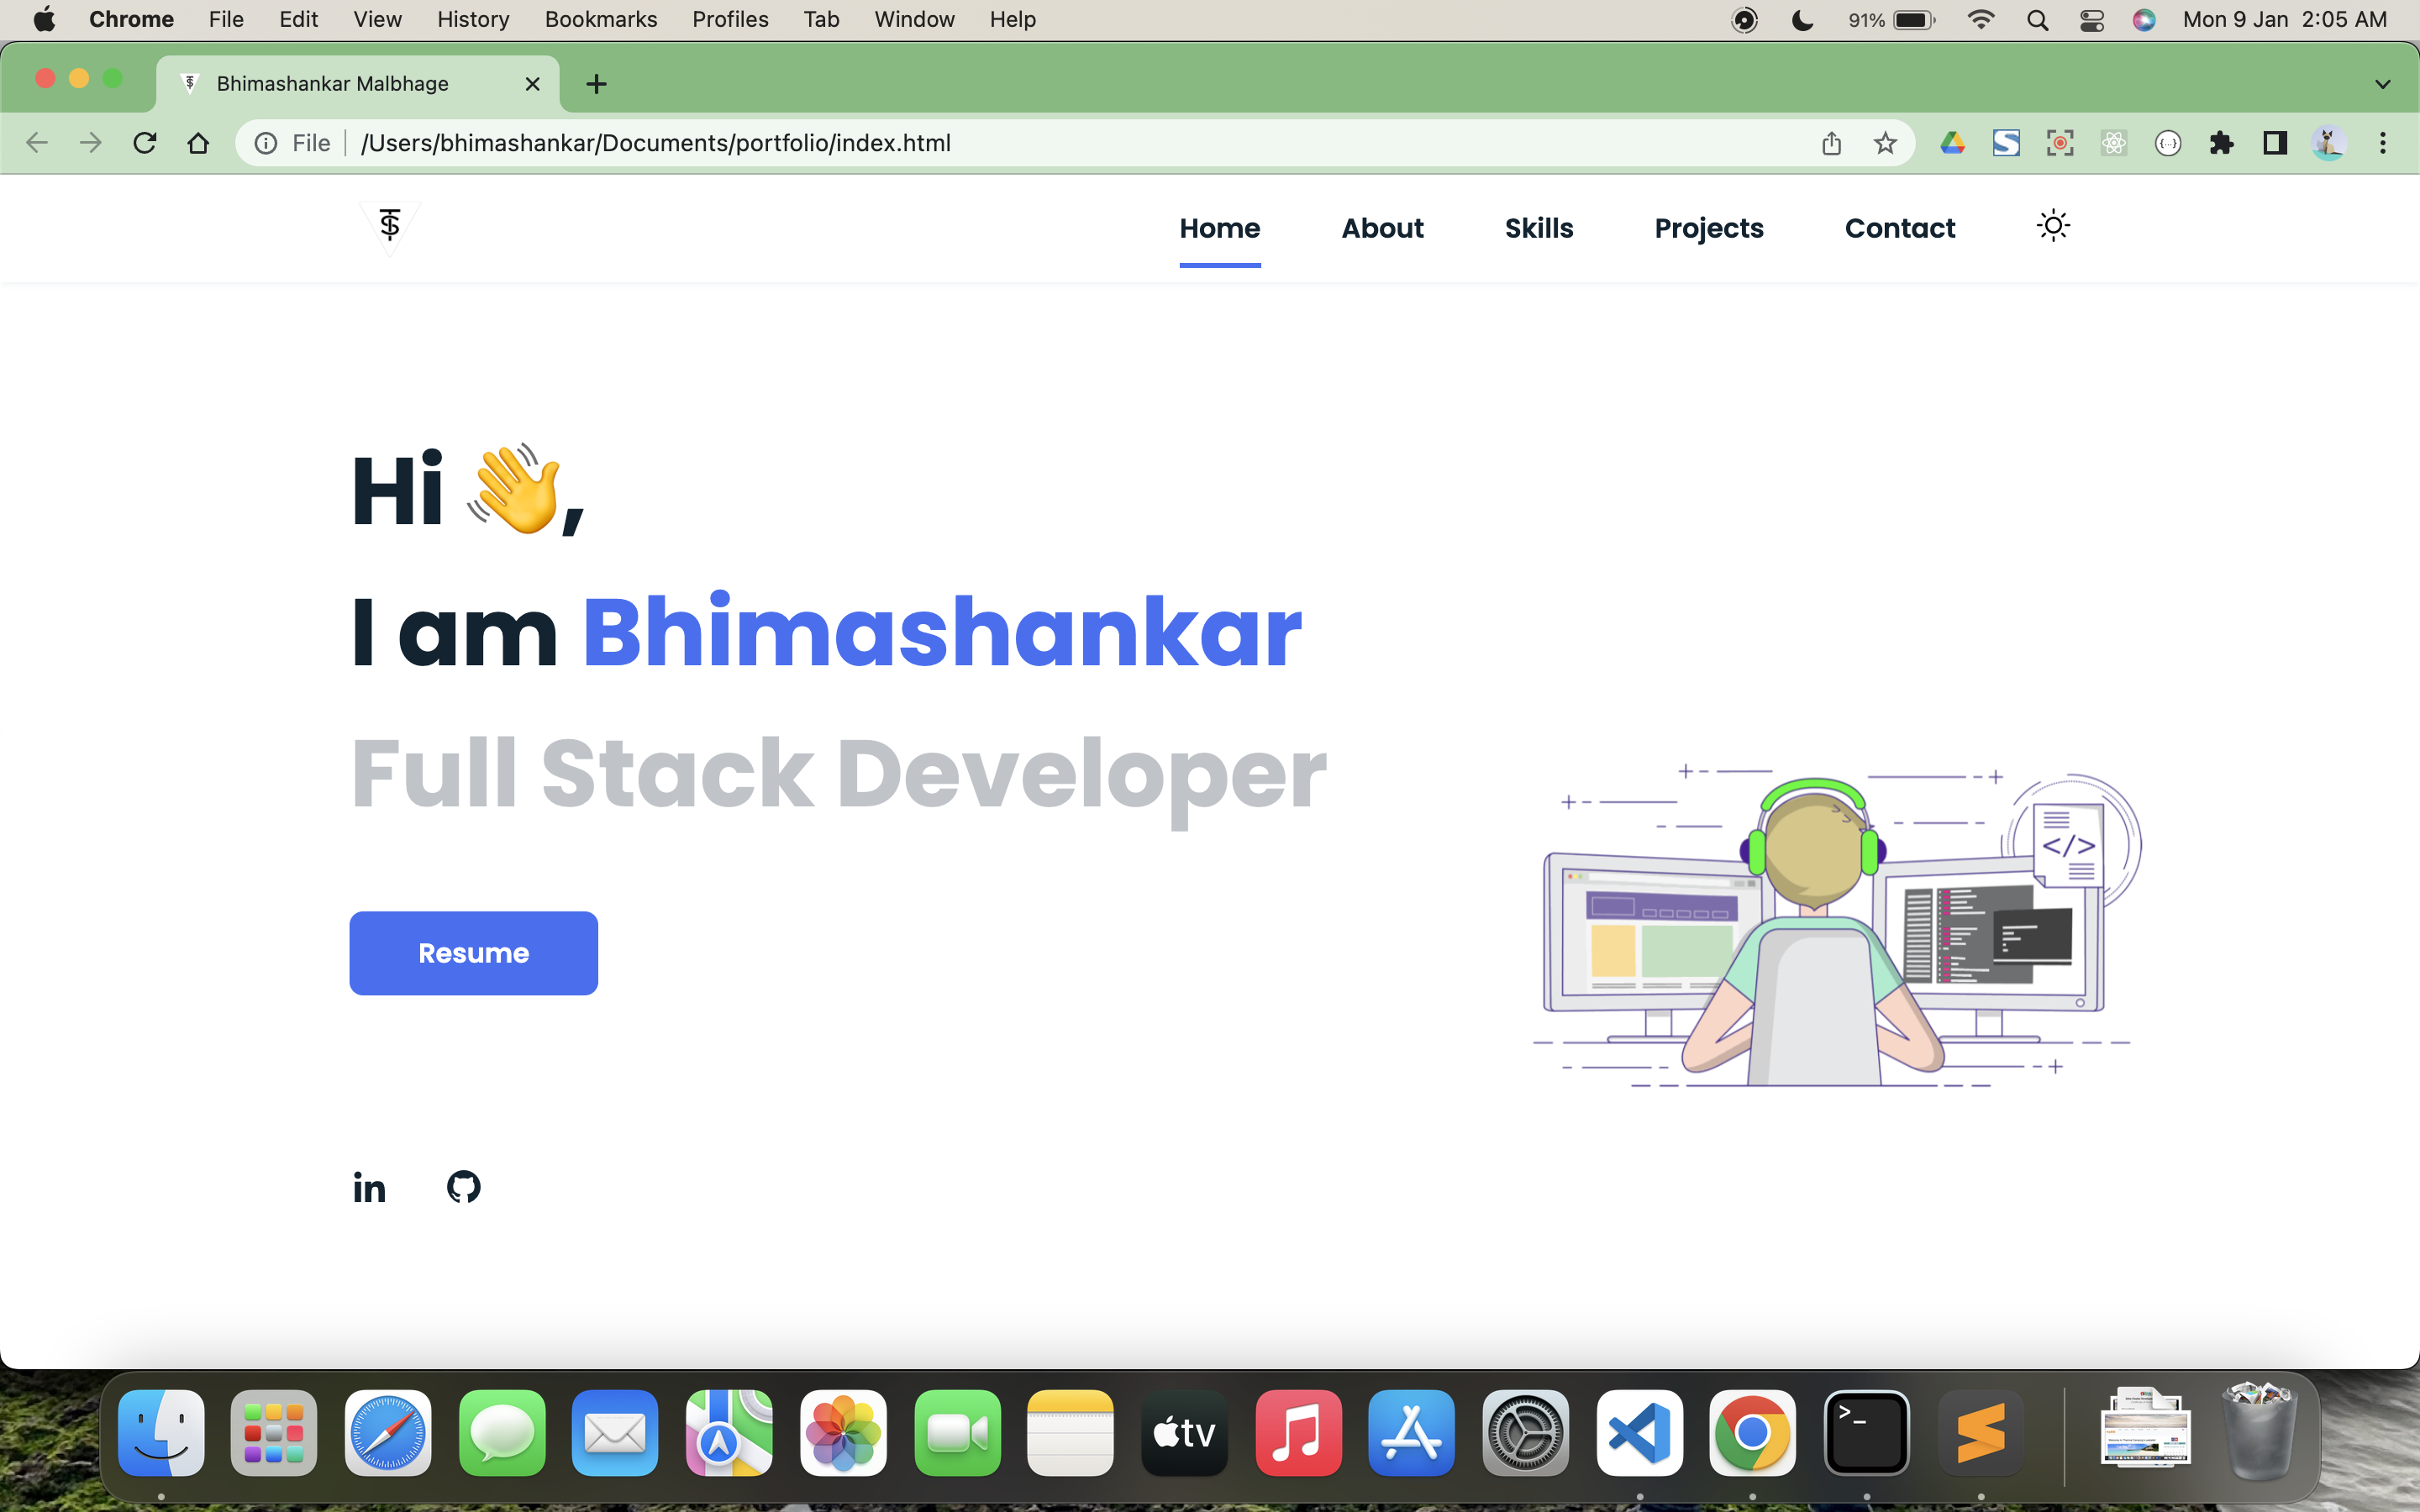 Chrome File Edit View History Bookmarks Profiles Tab Window Help 91% Mon 9 Jan 2:05 AM
Bhimashankar Malbhage
File /Users/bhimashankar/Documents/portfolio/index.html
Home About Skills Projects Contact
Hi 👋,
I am Bhimashankar
Full Stack Developer
</>
Resume
in
tv
>_